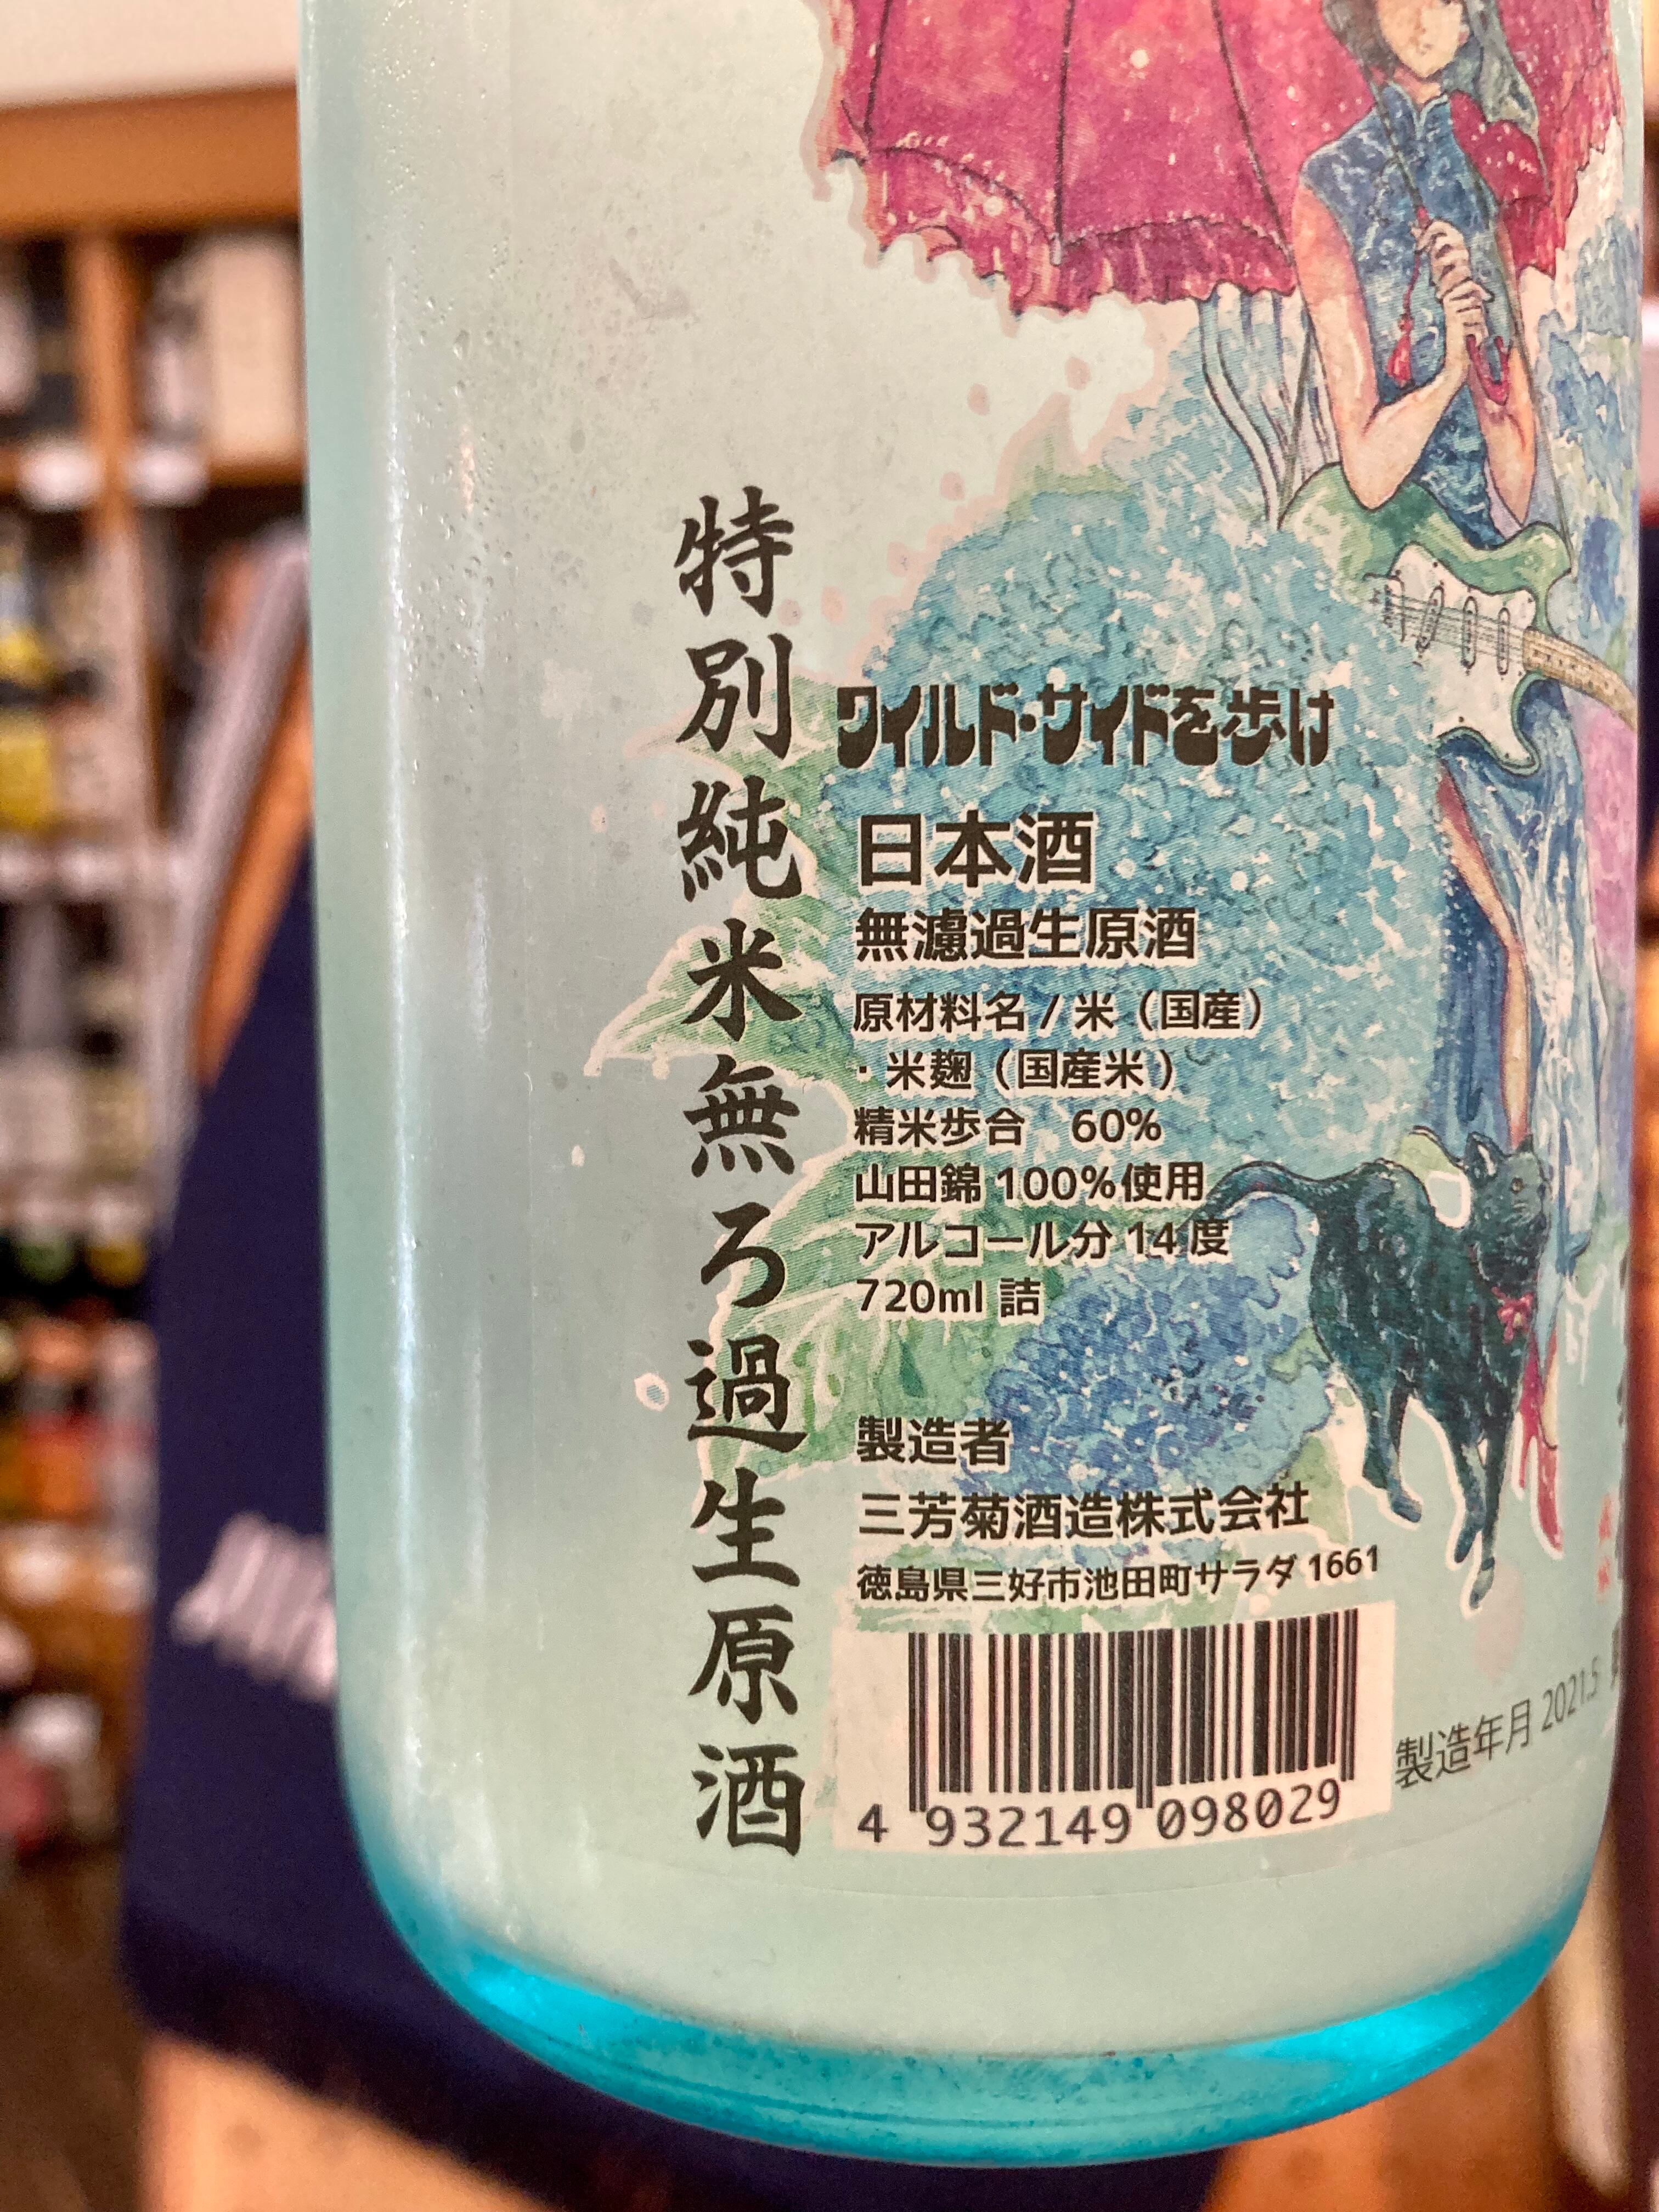 特別純米無ろ過生原酒
ワイルド・サイドを歩け
日本酒
無濾過生原酒
原材料名 / 米（国産）
・米麹（国産米）
精米歩合　60%
山田錦 100%使用
アルコール分 14 度
720ml 詰
製造者
三芳菊酒造株式会社
徳島県三好市池田町サラダ 1661
4 932149 098029
製造年月 2021.5